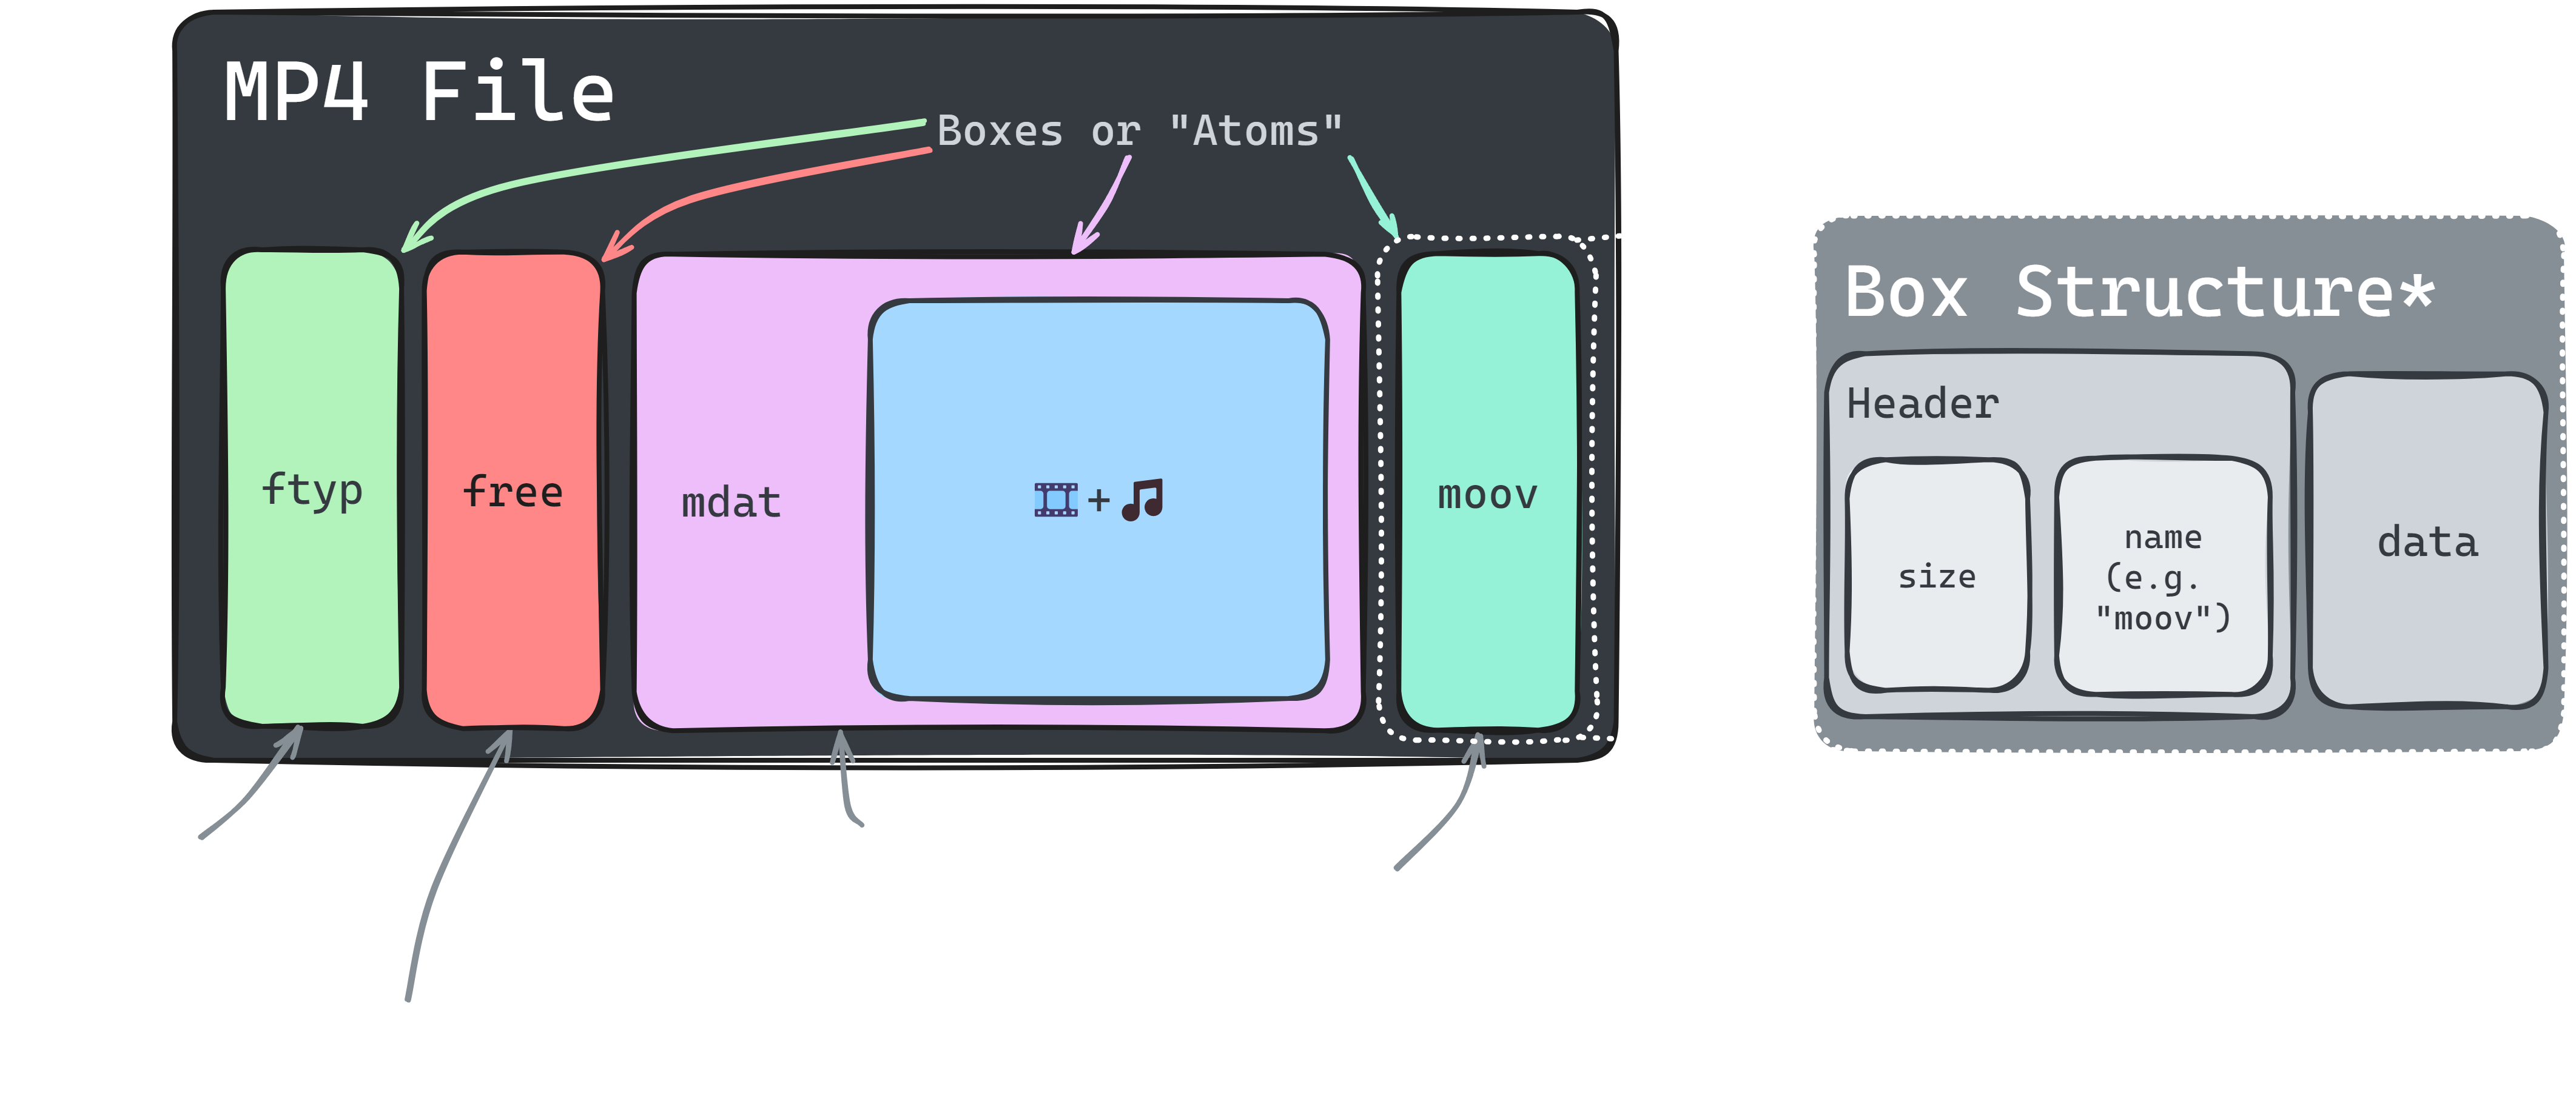 MP4 File
Boxes or "Atoms"
ftyp
free
mdat
+
moov
Box Structure*
Header
size
name
(e.g.
"moov")
data